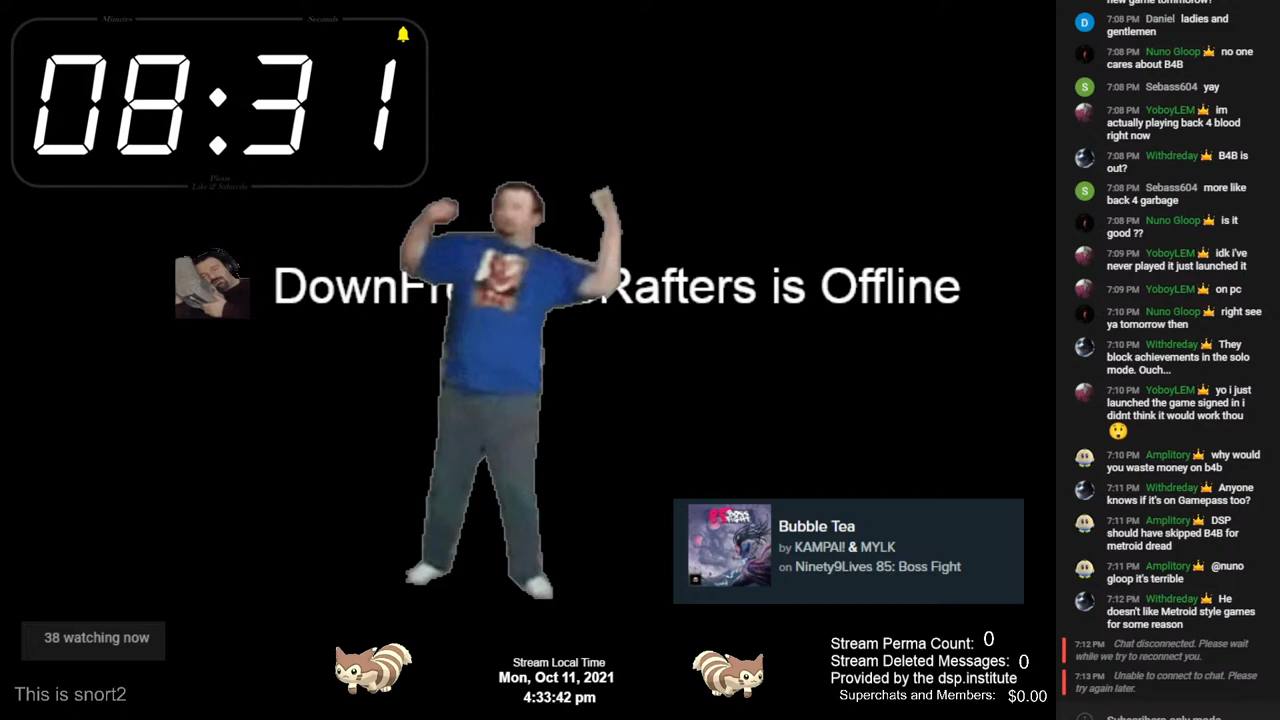 Minutes
Seconds
08:31
Please
Like & Subscribe
DownFr
Rafters is Offline
Bubble Tea
by KAMPAI! & MYLK
on Ninety9Lives 85: Boss Fight
38 watching now
This is snort2
Stream Local Time
Mon, Oct 11, 2021
4:33:42 pm
Stream Perma Count: 0
Stream Deleted Messages: 0
Provided by the dsp.institute
Superchats and Members: $0.00
new game tommorow?
7:08 PM Daniel ladies and
gentlemen
7:08 PM Nuno Gloop no one
cares about B4B
7:08 PM Sebass604 yay
7:08 PM YoboyLEM im
actually playing back 4 blood
right now
7:08 PM Withdreday B4B is
out?
7:08 PM Sebass604 more like
back 4 garbage
7:08 PM Nuno Gloop is it
good ??
7:09 PM YoboyLEM idk i've
never played it just launched it
7:09 PM YoboyLEM on pc
7:10 PM Nuno Gloop right see
ya tomorrow then
7:10 PM Withdreday They
block achievements in the solo
mode. Ouch...
7:10 PM YoboyLEM yo i just
launched the game signed in i
didnt think it would work thou
7:10 PM Amplitory why would
you waste money on b4b
7:11 PM Withdreday Anyone
knows if it's on Gamepass too?
7:11 PM Amplitory DSP
should have skipped B4B for
metroid dread
7:11 PM Amplitory @nuno
gloop it's terrible
7:12 PM Withdreday He
doesn't like Metroid style games
for some reason
7:12 PM Chat disconnected. Please wait
while we try to reconnect you.
7:13 PM Unable to connect to chat. Please
try again later.
Subscribers-only mode